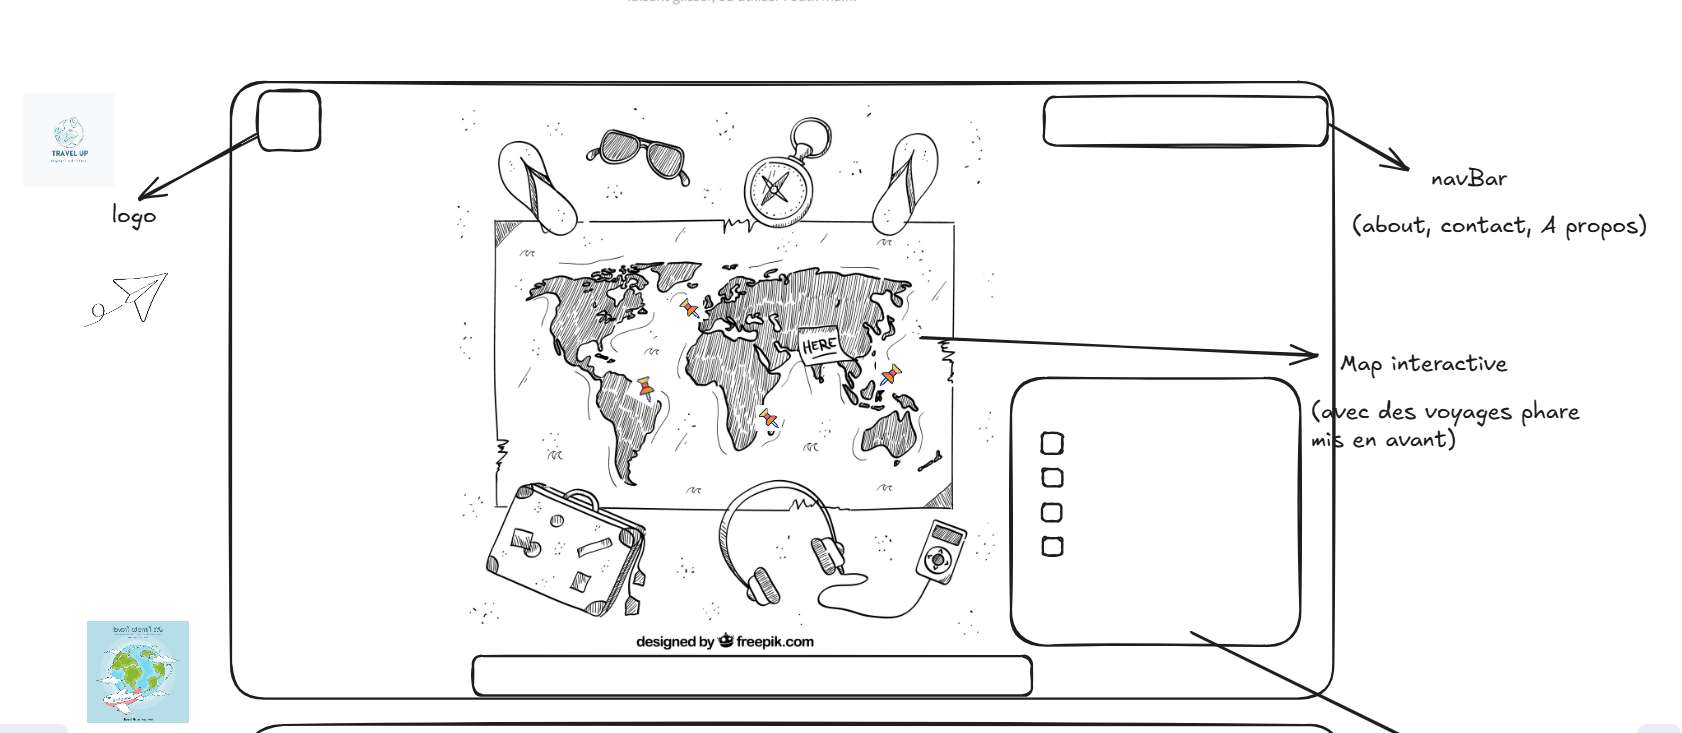 TRAVEL UP
logo
navBar
(about, contact, A propos)
HERE
Map interactive
(avec des voyages phare
mis en avant)
designed by freepik.com